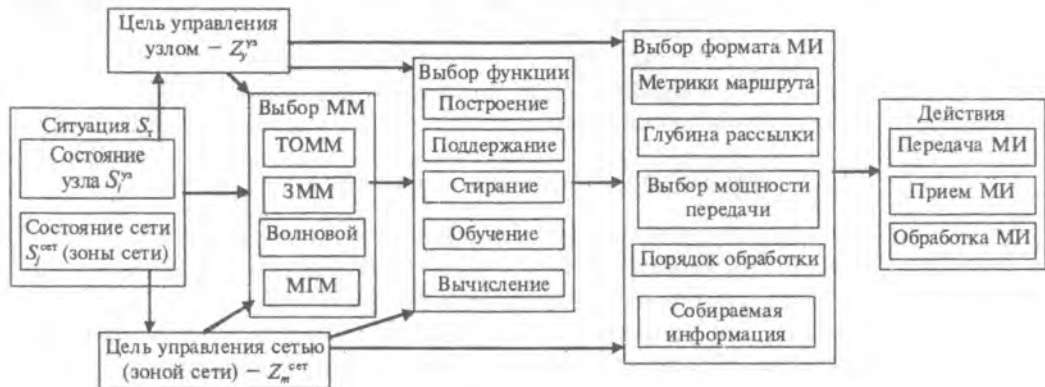 Цель управления
узлом – Z_y^уз
Ситуация S_τ
Состояние
узла S_i^уз
Состояние сети
S_j^сет (зоны сети)
Цель управления сетью
(зоной сети) – Z_m^сет
Выбор ММ
ТОММ
ЗММ
Волновой
МГМ
Выбор функции
Построение
Поддержание
Стирание
Обучение
Вычисление
Выбор формата МИ
Метрики маршрута
Глубина рассылки
Выбор мощности
передачи
Порядок обработки
Собираемая
информация
Действия
Передача МИ
Прием МИ
Обработка МИ